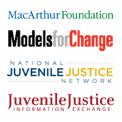 MacArthur Foundation
ModelsforChange
NATIONAL
JUVENILE JUSTICE
NETWORK
JuvenileJustice
INFORMATION EXCHANGE